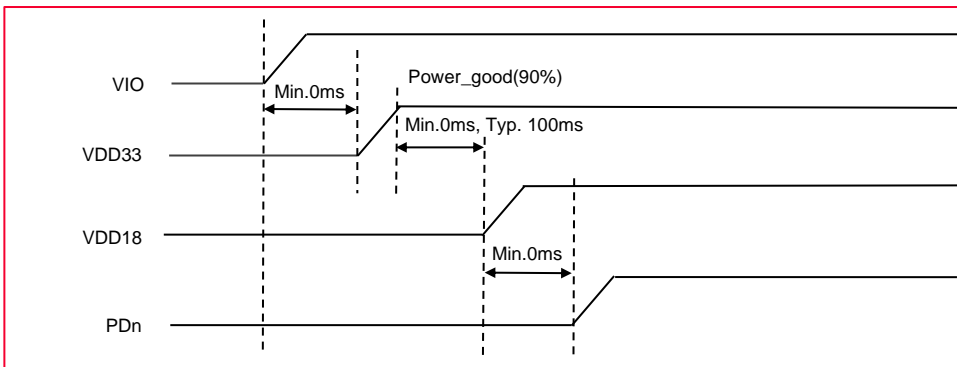 Power_good(90%)
VIO
Min.0ms
Min.0ms, Typ. 100ms
VDD33
VDD18
Min.0ms
PDn